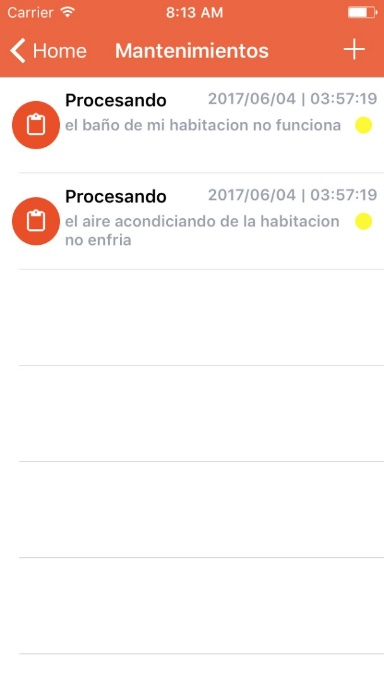 Carrier 8:13 AM
Home Mantenimientos +
Procesando 2017/06/04 | 03:57:19
el baño de mi habitacion no funciona
Procesando 2017/06/04 | 03:57:19
el aire acondiciando de la habitacion
no enfria